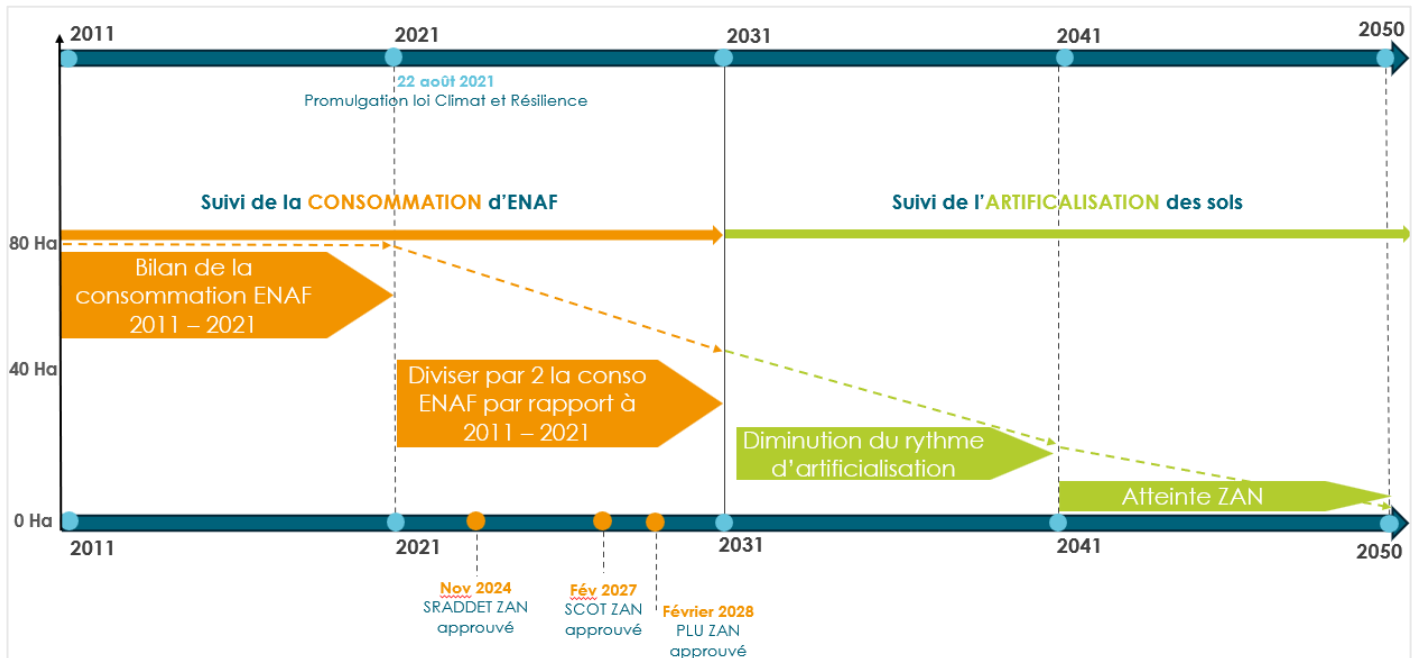 2011
2021
2031
2041
2050
22 août 2021
Promulgation loi Climat et Résilience
Suivi de la CONSOMMATION d'ENAF
Suivi de l'ARTIFICALISATION des sols
80 Ha
Bilan de la
consommation ENAF
2011 – 2021
40 Ha
Diviser par 2 la conso
ENAF par rapport à
2011 – 2021
Diminution du rythme
d'artificialisation
Atteinte ZAN
0 Ha
2011
2021
2031
2041
2050
Nov 2024
SRADDET ZAN
approuvé
Fév 2027
SCOT ZAN
approuvé
Février 2028
PLU ZAN
approuvé